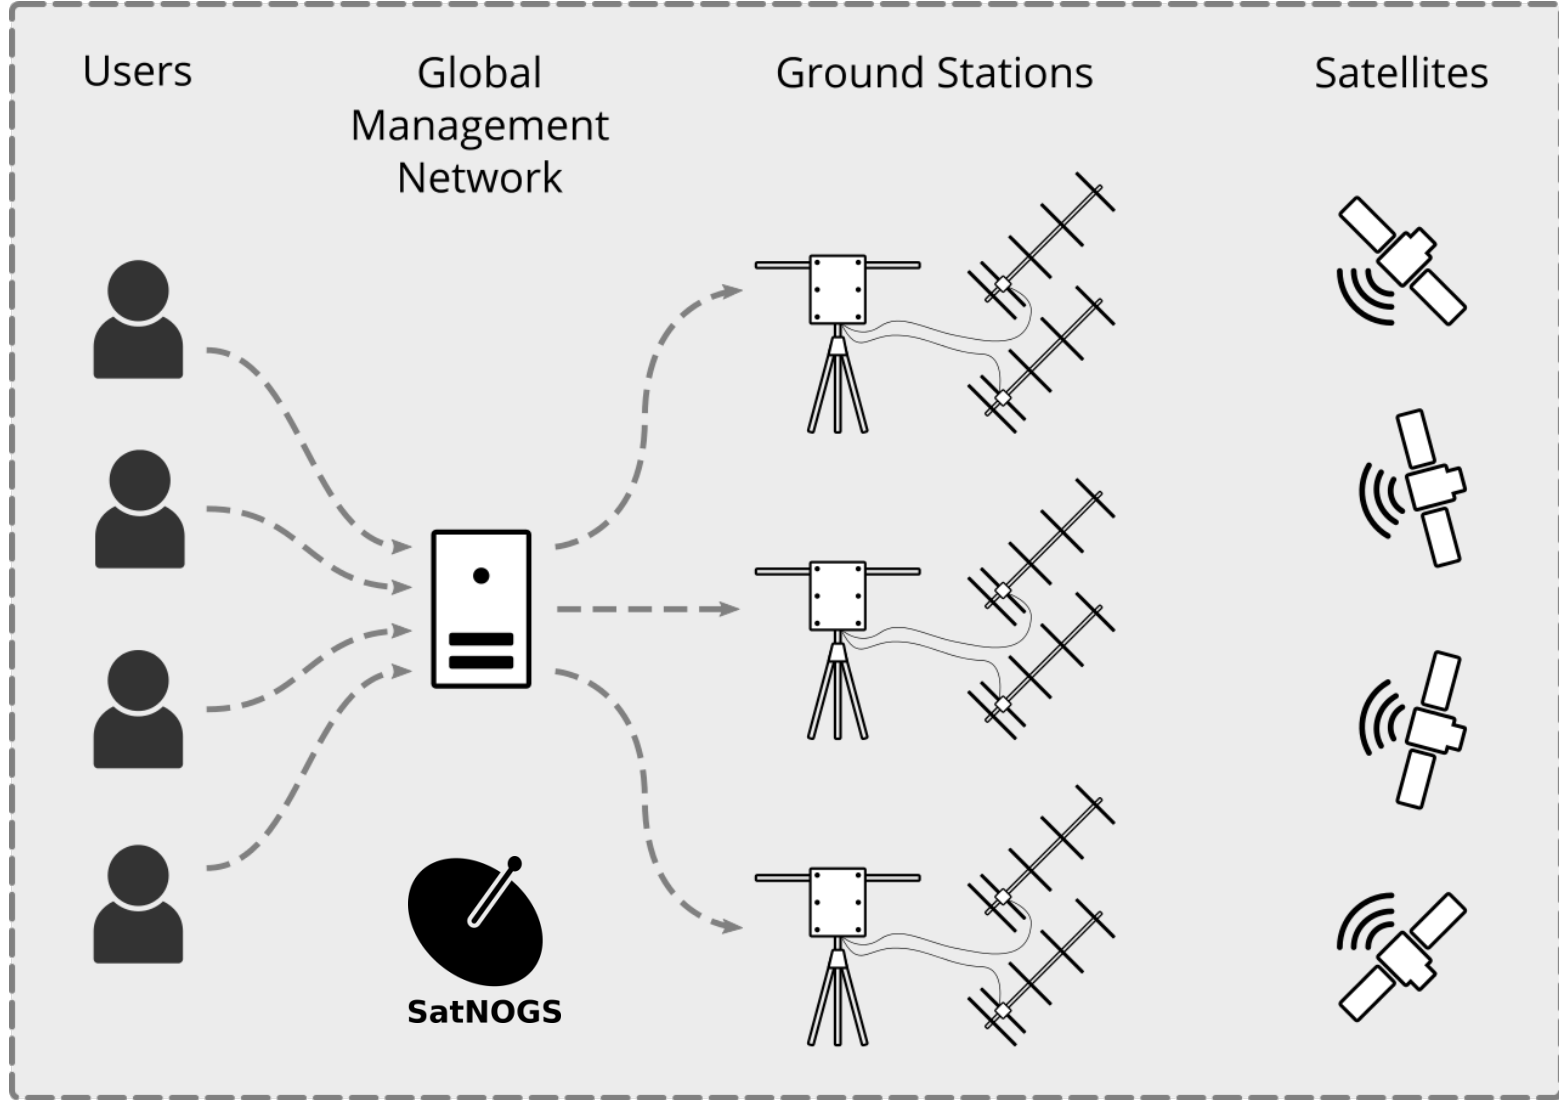 Users
Global
Management
Network
Ground Stations
Satellites
SatNOGS